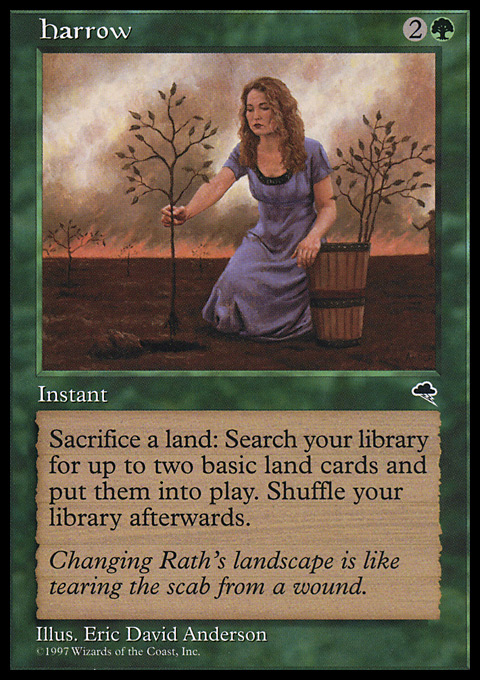 Harrow 2
Instant
Sacrifice a land: Search your library
for up to two basic land cards and
put them into play. Shuffle your
library afterwards.
Changing Rath's landscape is like
tearing the scab from a wound.
Illus. Eric David Anderson
©1997 Wizards of the Coast, Inc.